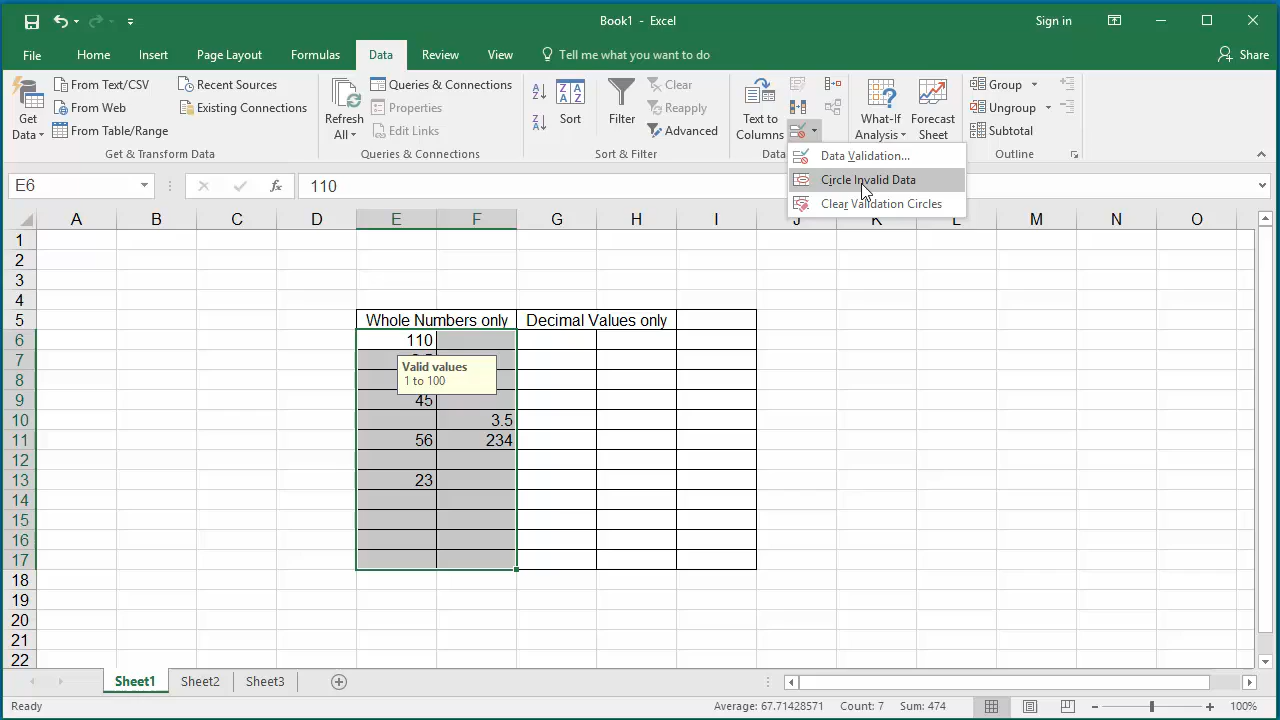 Book1 - Excel
Sign in
File
Home
Insert
Page Layout
Formulas
Data
Review
View
Tell me what you want to do
Share
Get
Data
From Text/CSV
From Web
From Table/Range
Recent Sources
Existing Connections
Get & Transform Data
Refresh
All
Queries & Connections
Properties
Edit Links
Queries & Connections
Sort
Filter
Clear
Reapply
Advanced
Sort & Filter
Text to
Columns
Data
What-If
Analysis
Forecast
Sheet
Group
Ungroup
Subtotal
Outline
Data Validation...
Circle Invalid Data
Clear Validation Circles
E6
fx
110
A B C D E F G H I J K L M N O
1
2
3
4
5 Whole Numbers only Decimal Values only
6 110
7
Valid values
1 to 100
8
9 45
10 3.5
11 56 234
12
13 23
14
15
16
17
18
19
20
21
22
Sheet1 Sheet2 Sheet3
Ready
Average: 67.71428571 Count: 7 Sum: 474
100%